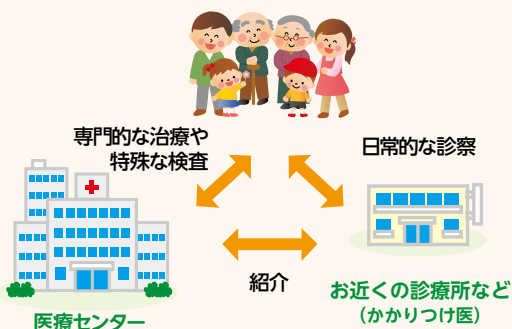 専門的な治療や
特殊な検査
日常的な診察
紹介
医療センター
お近くの診療所など
（かかりつけ医）